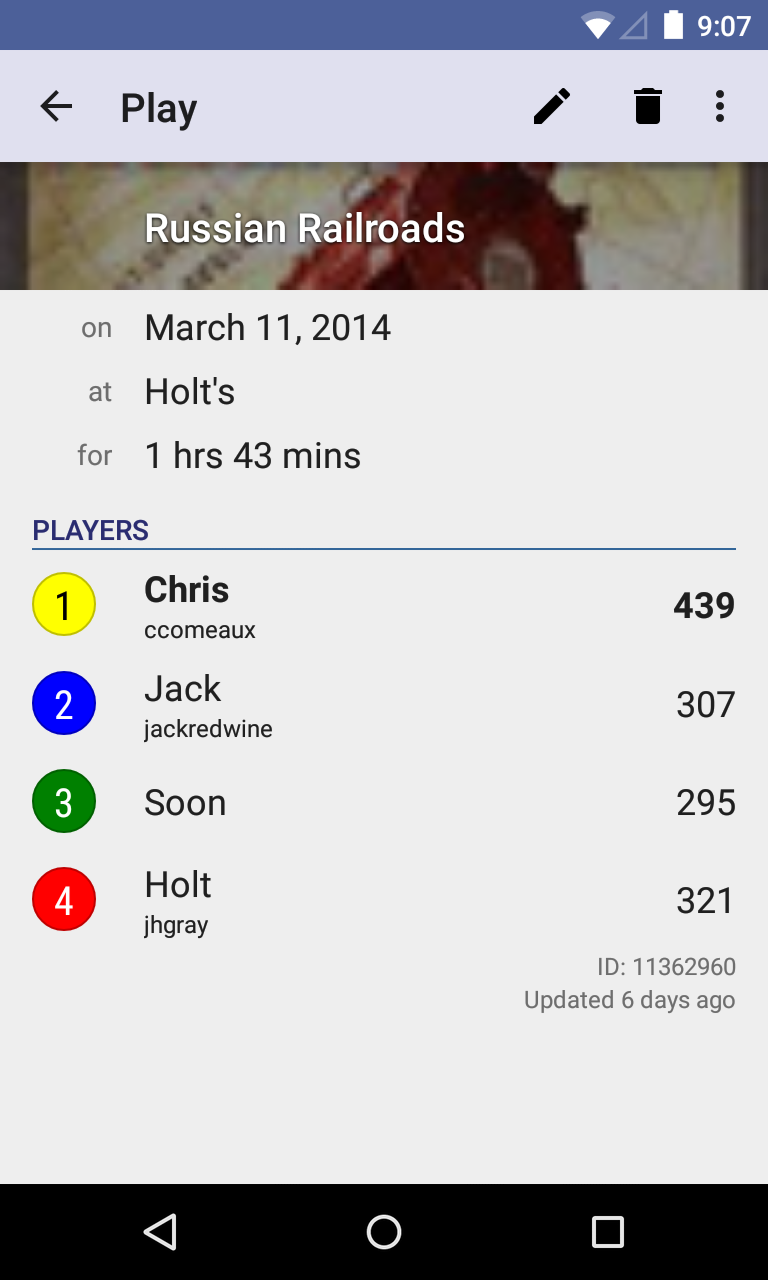 9:07
Play
Russian Railroads
on March 11, 2014
at Holt's
for 1 hrs 43 mins
PLAYERS
1 Chris 439
ccomeaux
2 Jack 307
jackredwine
3 Soon 295
4 Holt 321
jhgray
ID: 11362960
Updated 6 days ago